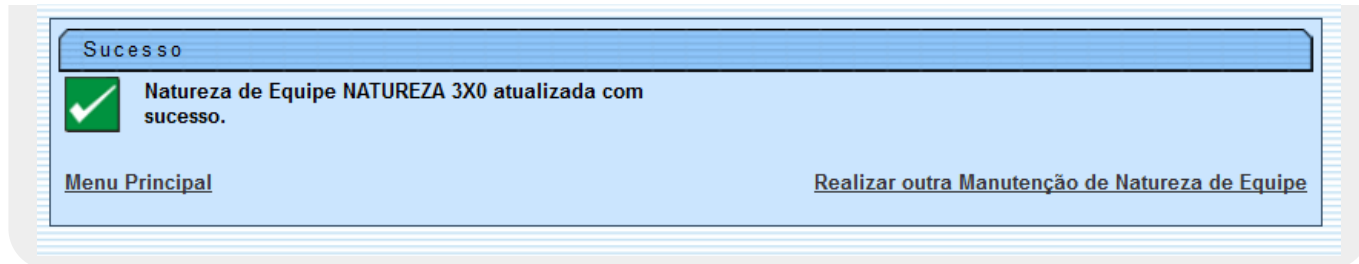 Sucesso
Natureza de Equipe NATUREZA 3X0 atualizada com
sucesso.
Menu Principal
Realizar outra Manutenção de Natureza de Equipe